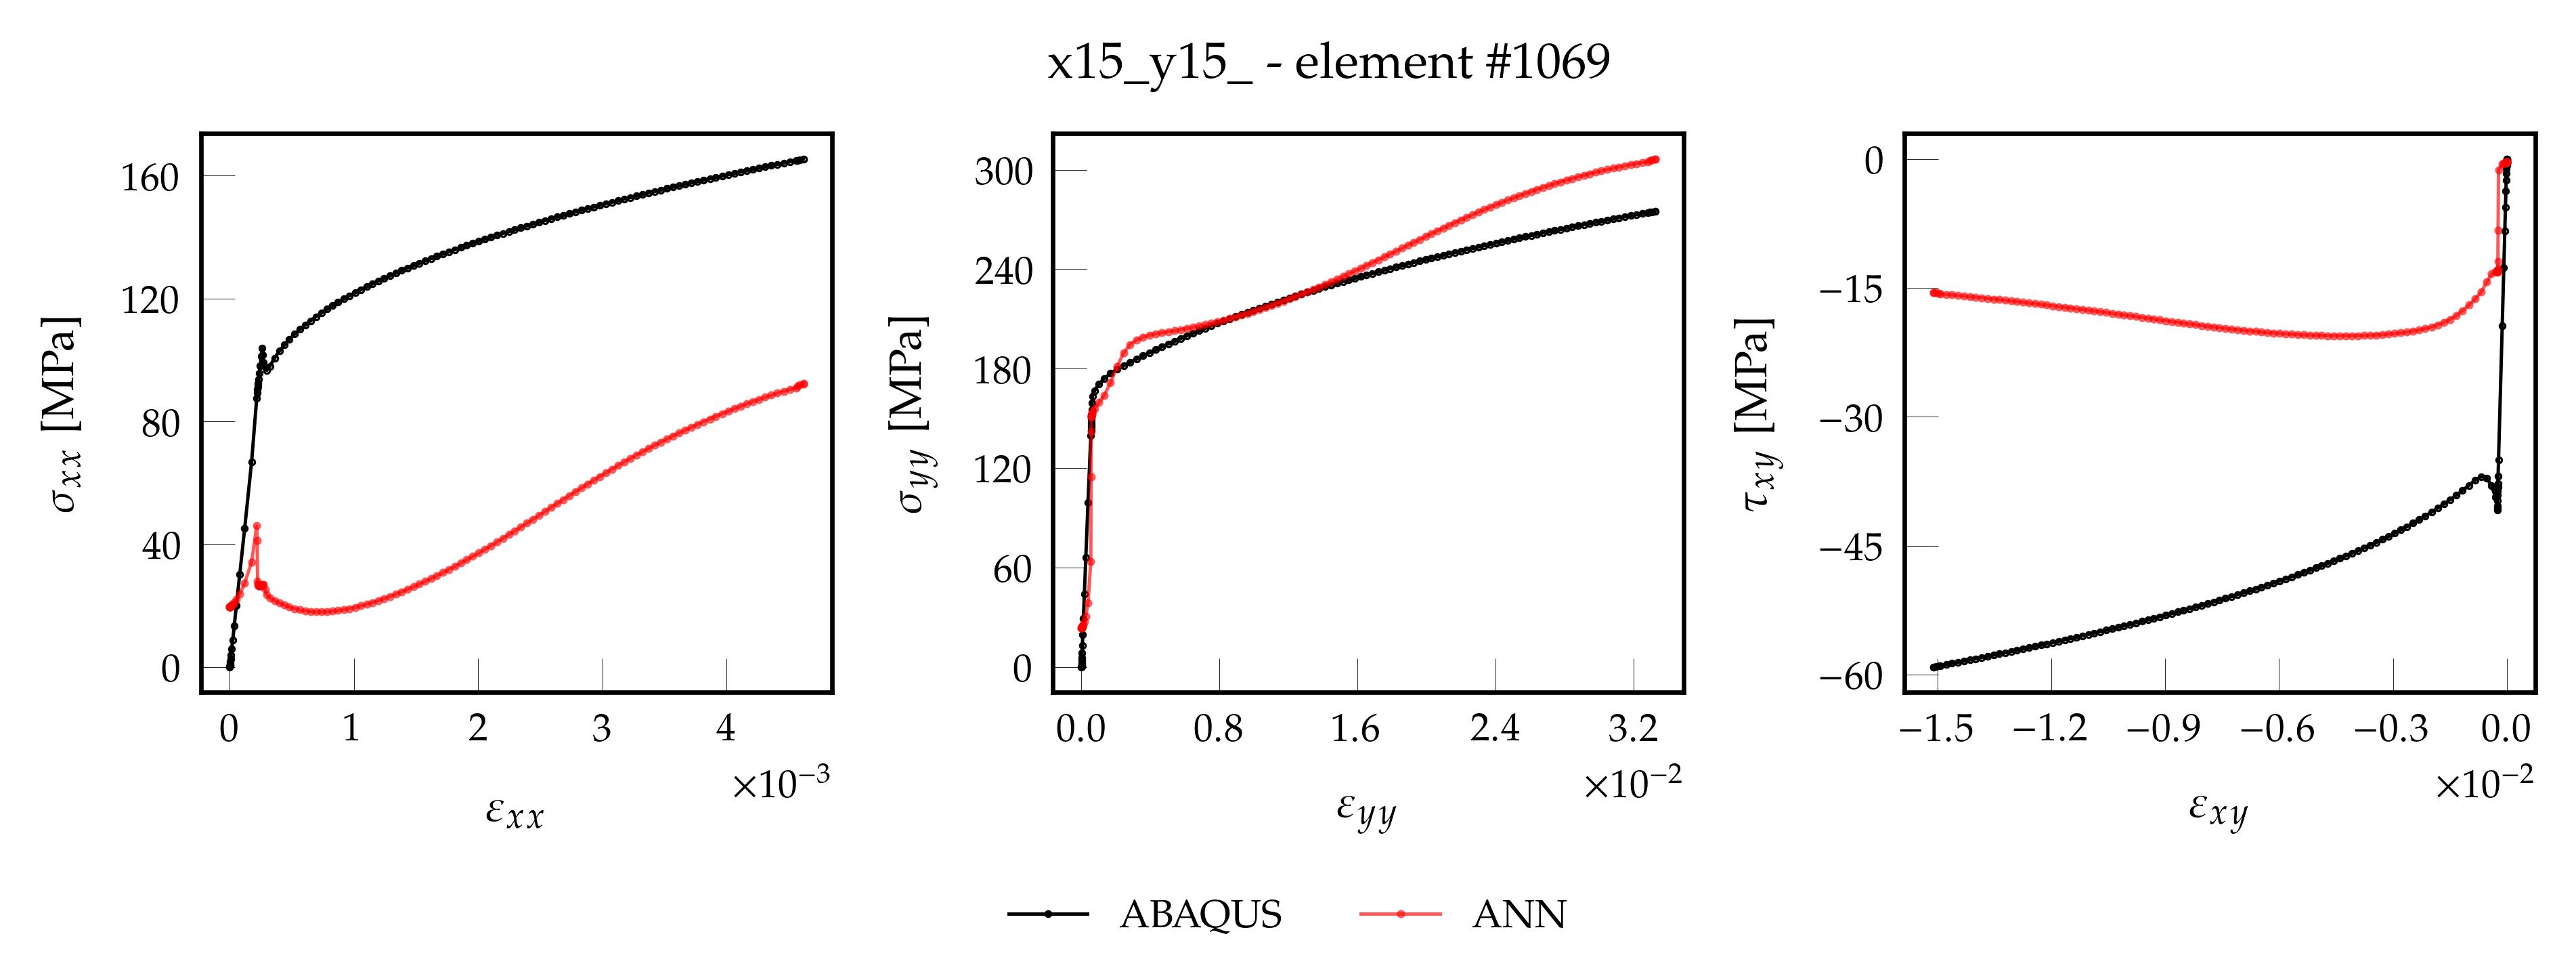 x15_y15_ - element #1069
σxx [MPa]
160
120
80
40
0
0 1 2 3 4
×10−3
εxx
σyy [MPa]
300
240
180
120
60
0
0.0 0.8 1.6 2.4 3.2
×10−2
εyy
τxy [MPa]
0
−15
−30
−45
−60
−1.5 −1.2 −0.9 −0.6 −0.3 0.0
×10−2
εxy
ABAQUS ANN